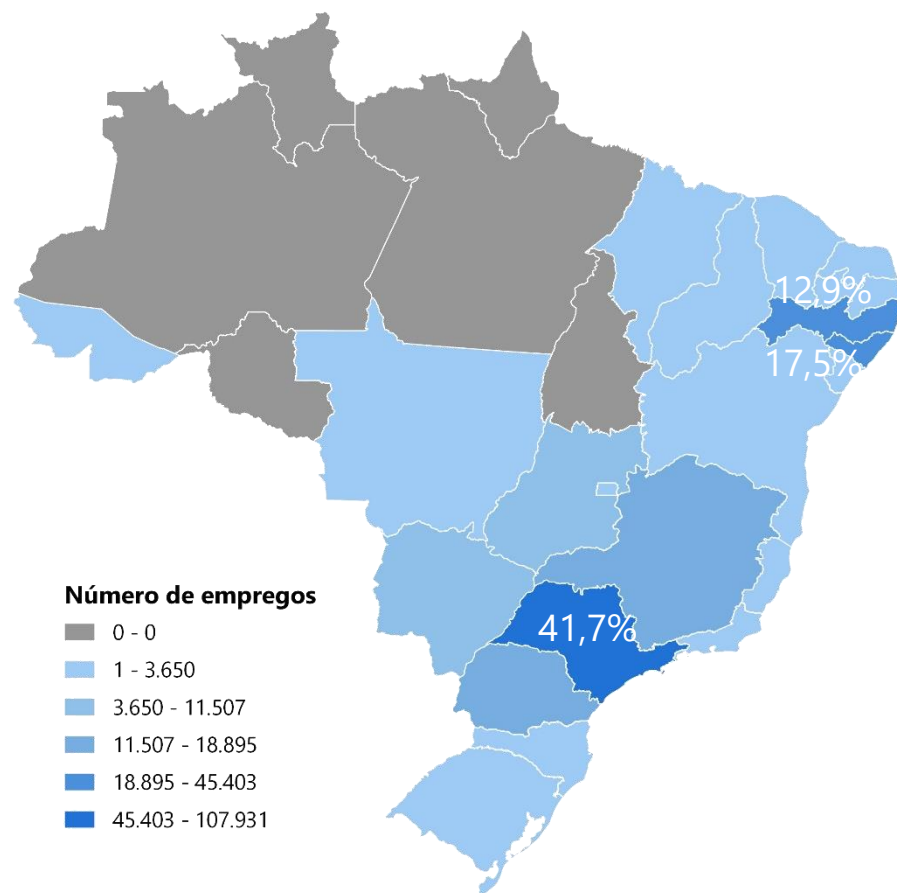 12,9%
17,5%
41,7%
Número de empregos
0 - 0
1 - 3.650
3.650 - 11.507
11.507 - 18.895
18.895 - 45.403
45.403 - 107.931